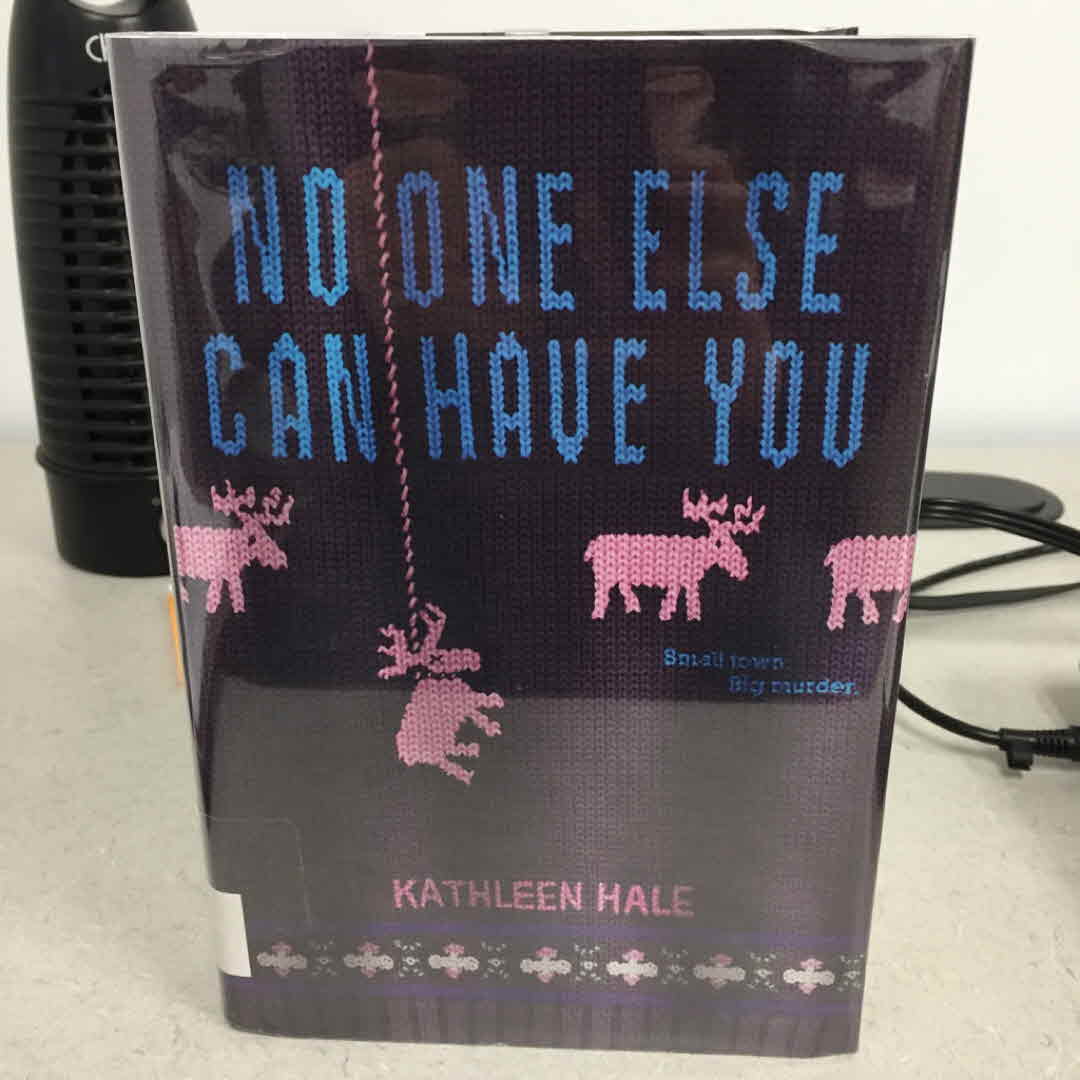 NO ONE ELSE
CAN HAVE YOU
Small town.
Big murder.
KATHLEEN HALE